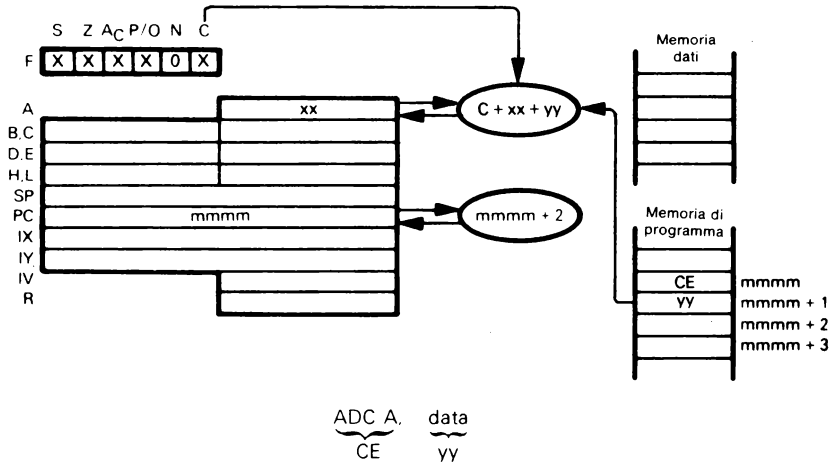 S Z AC P/O N C
F X X X X 0 X
A xx
B,C
D,E
H,L
SP
PC mmmm
IX
IY
IV
R
C + xx + yy
mmmm + 2
Memoria
dati
Memoria di
programma
CE mmmm
yy mmmm + 1
mmmm + 2
mmmm + 3
ADC A, data
CE yy